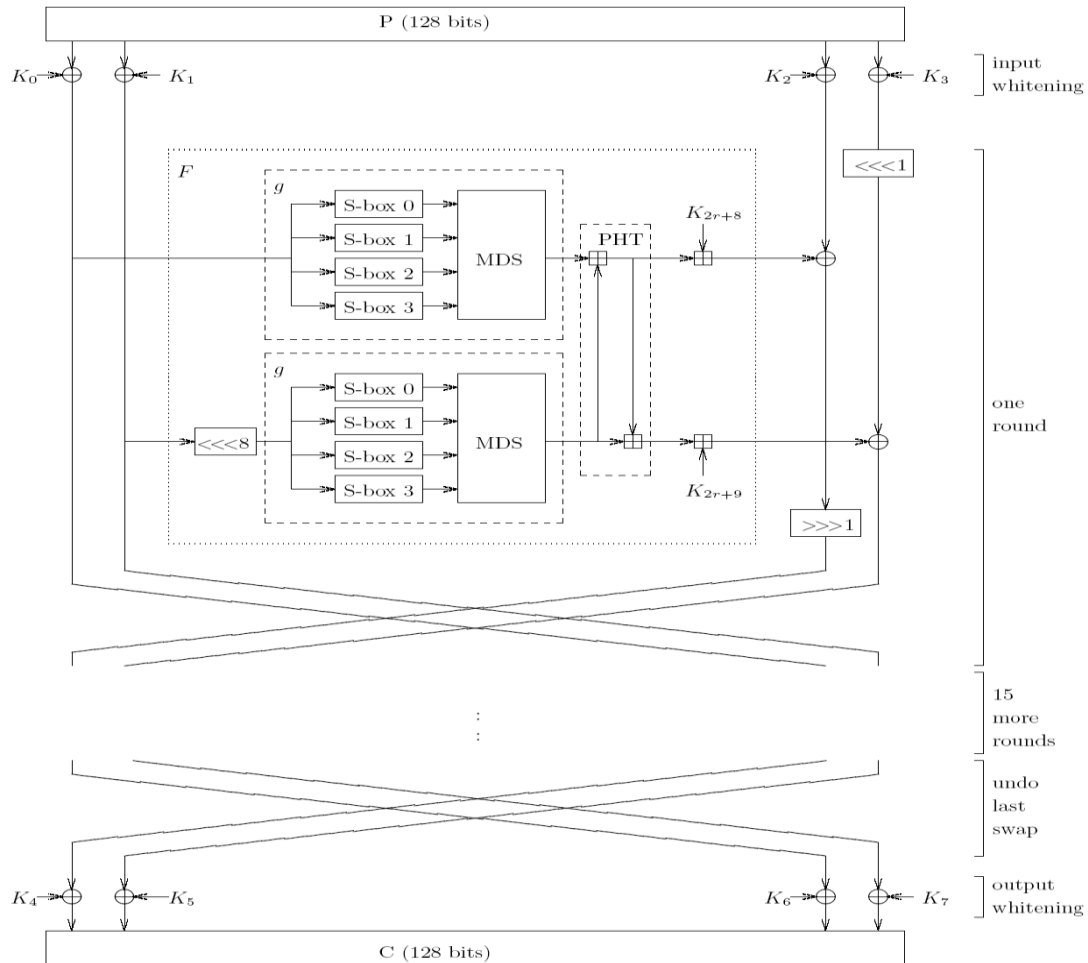 P (128 bits)
K₀ K₁ K₂ K₃
input
whitening
<<<1
F
g
S-box 0
S-box 1
S-box 2
S-box 3
MDS
PHT
K₂ᵣ₊₈
g
<<<8
S-box 0
S-box 1
S-box 2
S-box 3
MDS
K₂ᵣ₊₉
>>>1
one
round
⋮
15
more
rounds
undo
last
swap
K₄ K₅ K₆ K₇
output
whitening
C (128 bits)